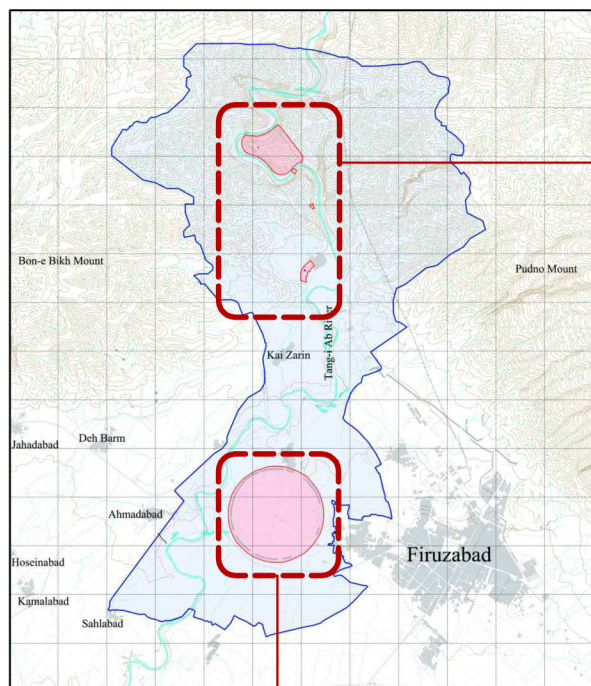 Bon-e Bikh Mount
Pudno Mount
Tang-i Ab River
Kai Zarin
Deh Barm
Jahadabad
Ahmadabad
Firuzabad
Hoseinabad
Kamalabad
Sahlabad